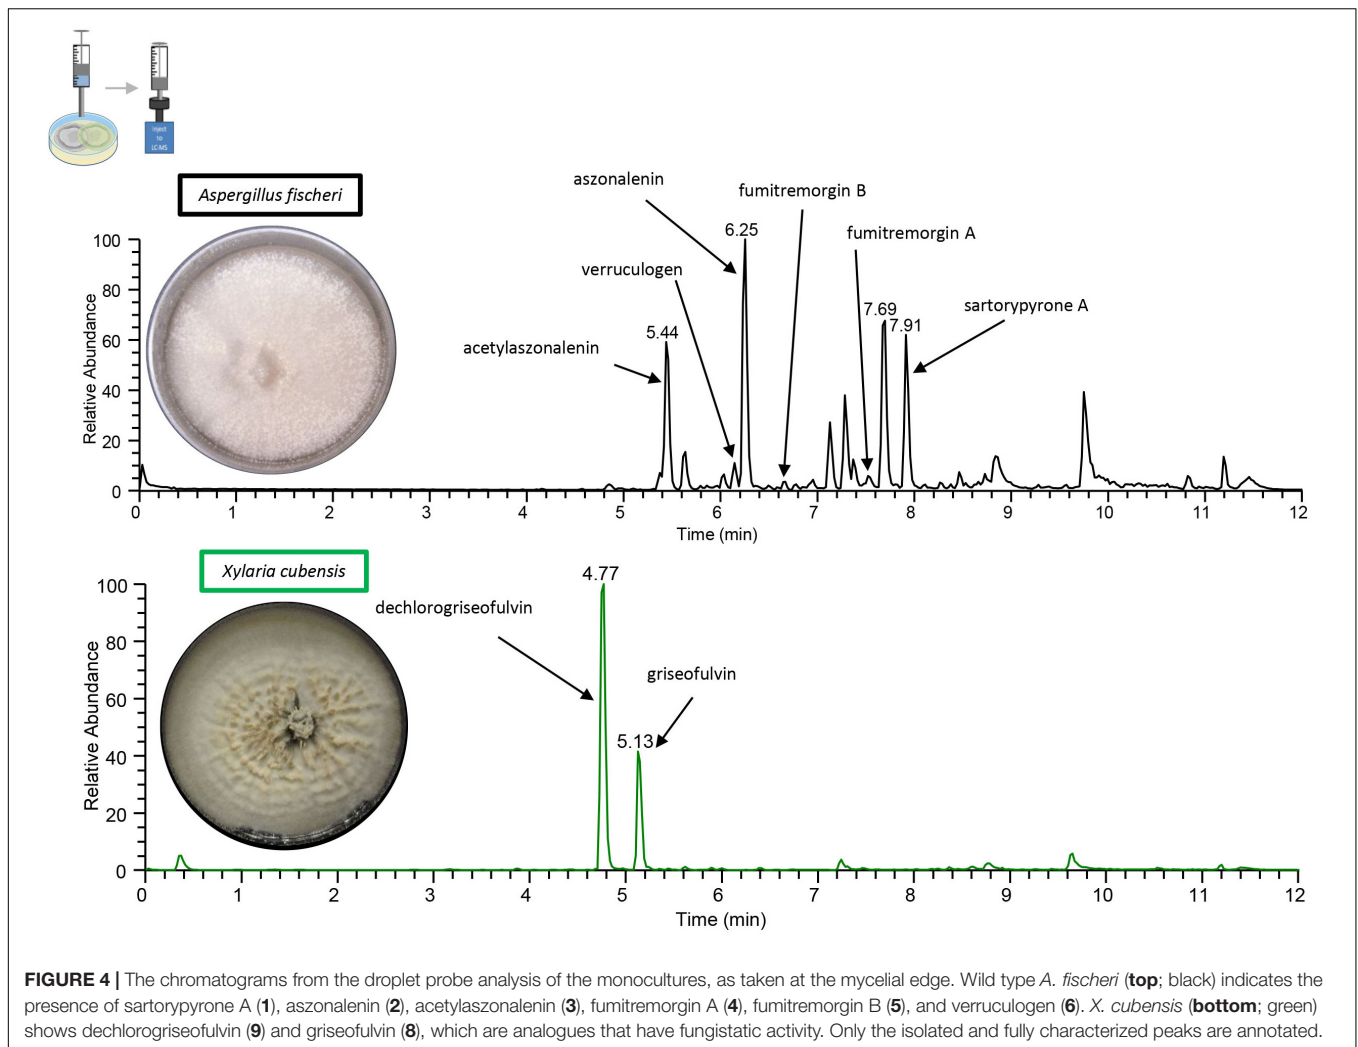 Inject
to
LC-MS
Aspergillus fischeri
aszonalenin
fumitremorgin B
6.25
fumitremorgin A
verruculogen
sartorypyrone A
7.69
7.91
5.44
acetylaszonalenin
100
80
60
40
20
0
Relative Abundance
0 1 2 3 4 5 6 7 8 9 10 11 12
Time (min)
Xylaria cubensis
4.77
dechlorogriseofulvin
griseofulvin
5.13
100
80
60
40
20
0
Relative Abundance
0 1 2 3 4 5 6 7 8 9 10 11 12
Time (min)
FIGURE 4 | The chromatograms from the droplet probe analysis of the monocultures, as taken at the mycelial edge. Wild type A. fischeri (top; black) indicates the
presence of sartorypyrone A (1), aszonalenin (2), acetylaszonalenin (3), fumitremorgin A (4), fumitremorgin B (5), and verruculogen (6). X. cubensis (bottom; green)
shows dechlorogriseofulvin (9) and griseofulvin (8), which are analogues that have fungistatic activity. Only the isolated and fully characterized peaks are annotated.